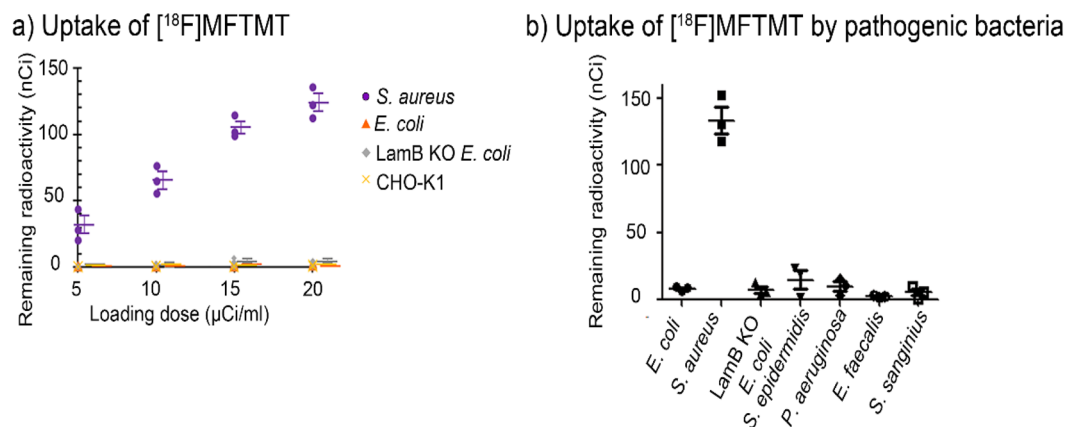 a) Uptake of [¹⁸F]MFTMT
Remaining radioactivity (nCi)
150
100
50
0
5
10
15
20
Loading dose (µCi/ml)
S. aureus
E. coli
LamB KO E. coli
CHO-K1
b) Uptake of [¹⁸F]MFTMT by pathogenic bacteria
Remaining radioactivity (nCi)
150
100
50
0
E. coli
S. aureus
LamB KO
E. coli
S. epidermidis
P. aeruginosa
E. faecalis
S. sanginius